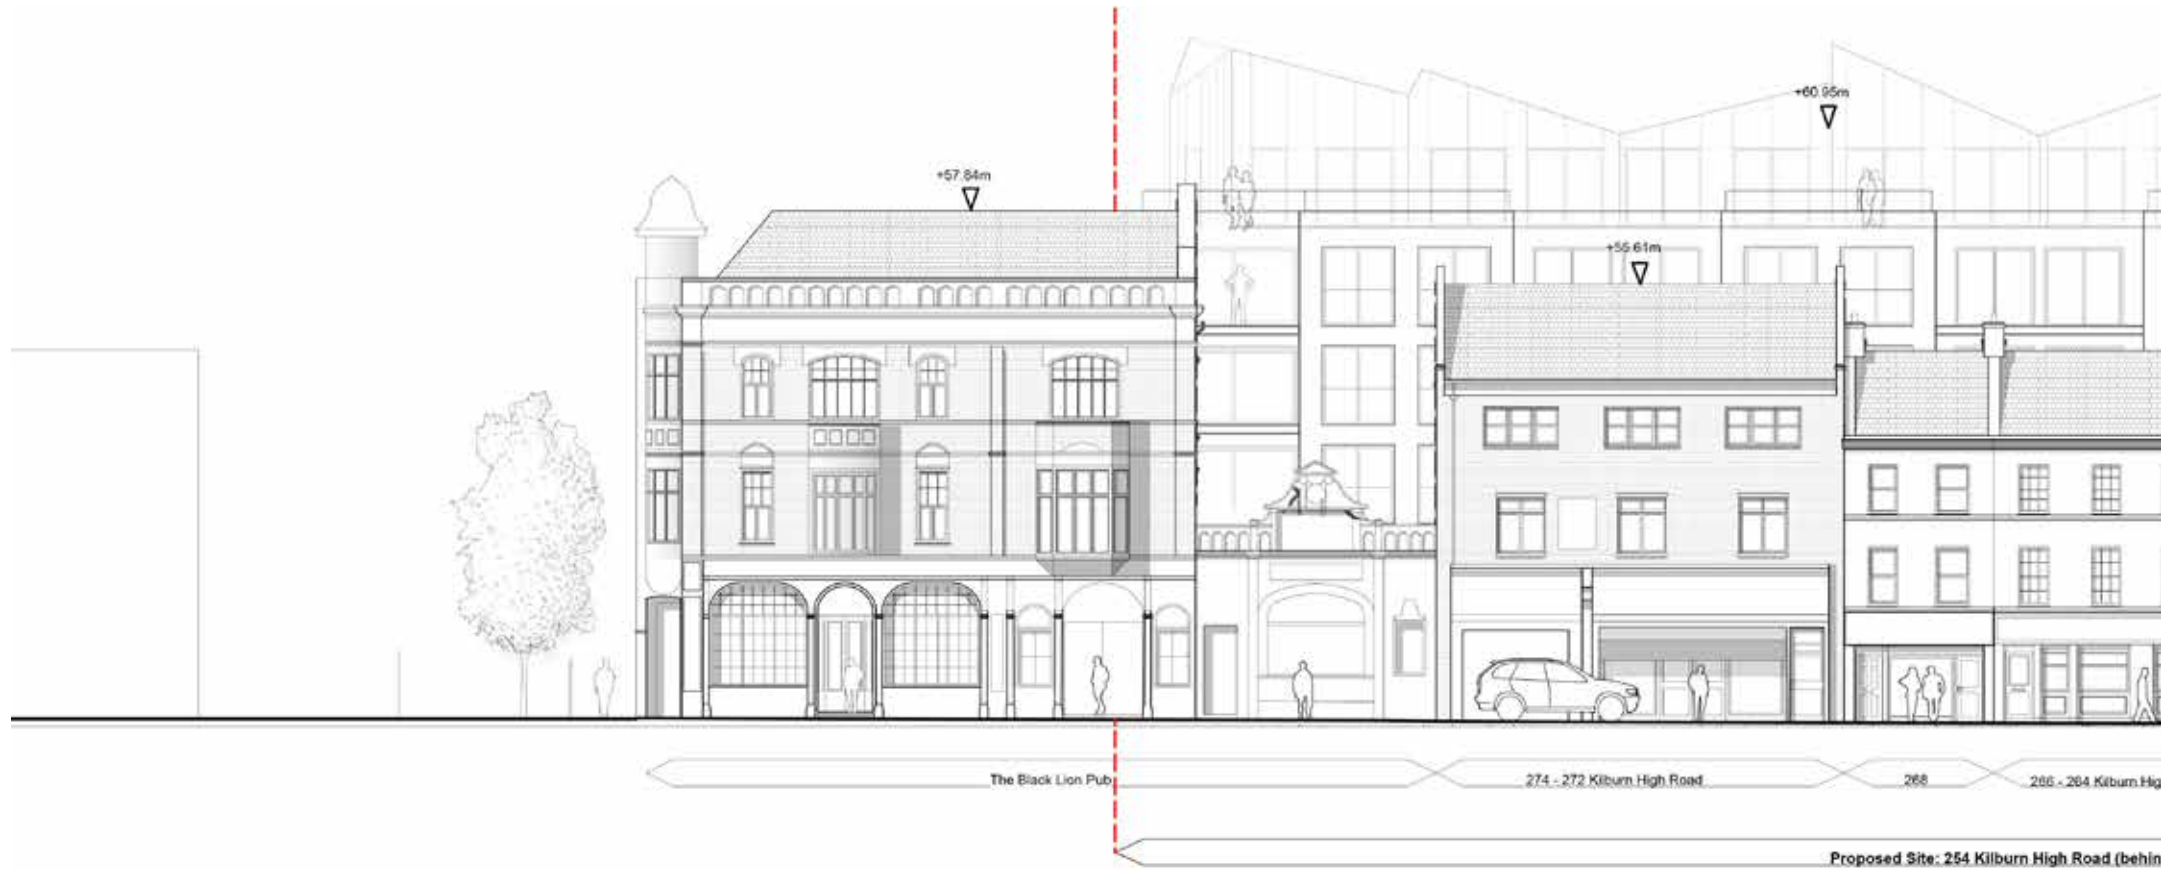 +60.95m
+57.84m
+55.61m
The Black Lion Pub
274 - 272 Kilburn High Road
268
266 - 264 Kilburn Hig
Proposed Site: 254 Kilburn High Road (behin